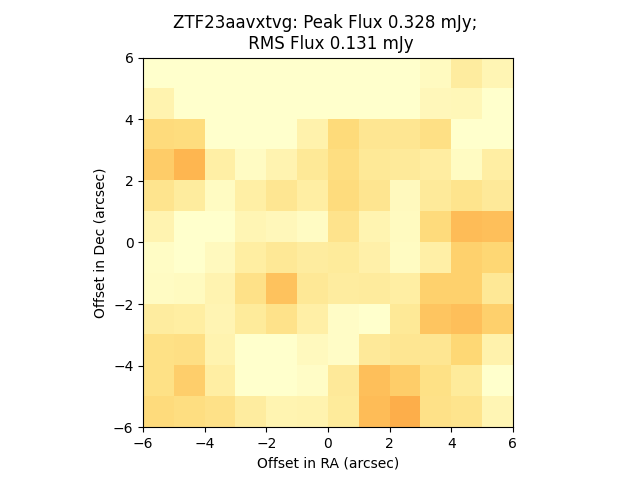 ZTF23aavxtvg: Peak Flux 0.328 mJy;
RMS Flux 0.131 mJy
6
4
2
0
−2
−4
−6
Offset in Dec (arcsec)
−6 −4 −2 0 2 4 6
Offset in RA (arcsec)